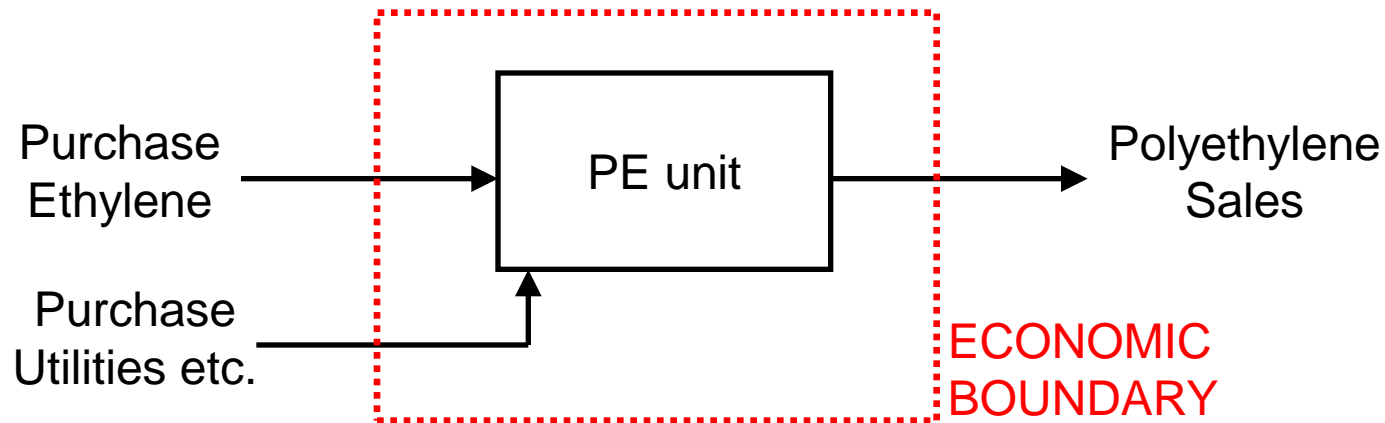 Purchase
Ethylene
PE unit
Polyethylene
Sales
Purchase
Utilities etc.
ECONOMIC
BOUNDARY